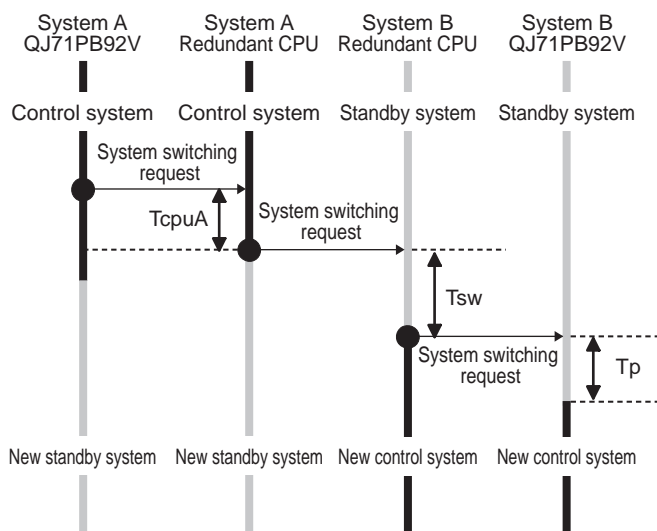 System A
QJ71PB92V
System A
Redundant CPU
System B
Redundant CPU
System B
QJ71PB92V
Control system
Control system
Standby system
Standby system
System switching
request
TcpuA
System switching
request
Tsw
System switching
request
Tp
New standby system
New standby system
New control system
New control system